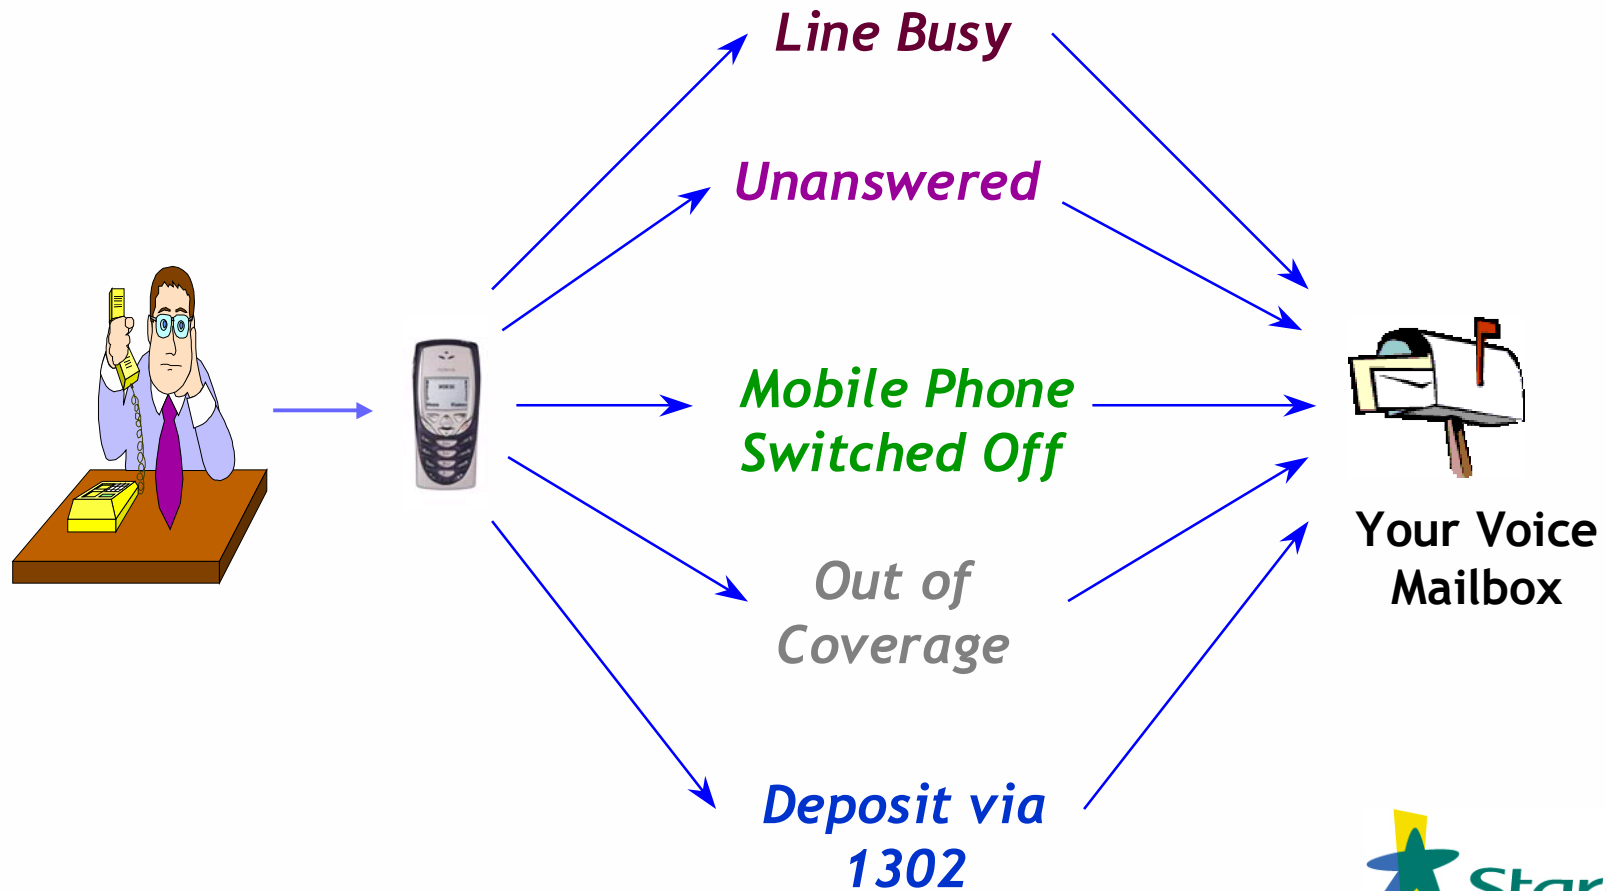 Line Busy
Unanswered
Mobile Phone
Switched Off
Out of
Coverage
Deposit via
1302
Your Voice
Mailbox